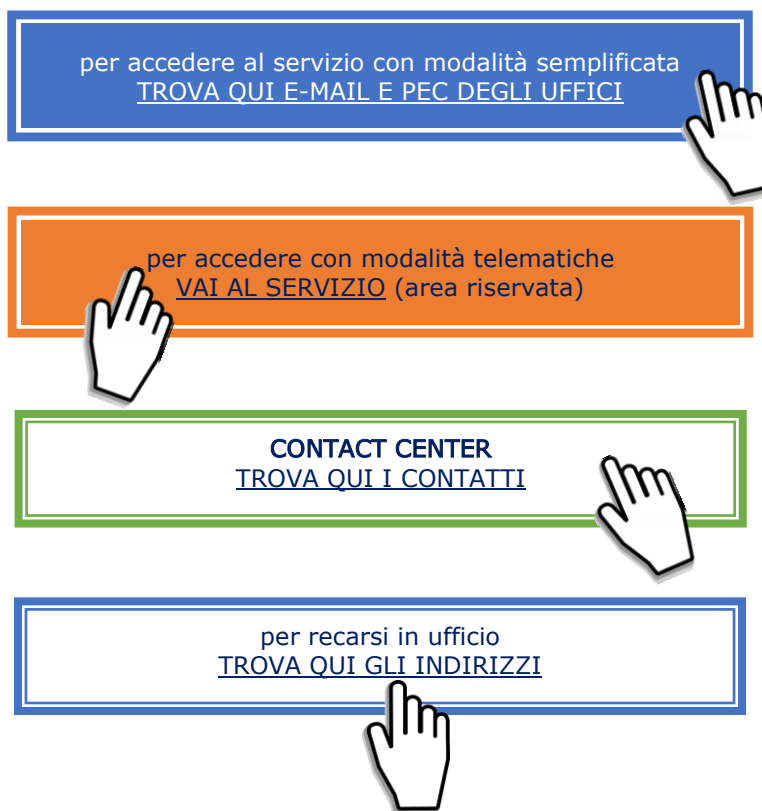 per accedere al servizio con modalità semplificata
TROVA QUI E-MAIL E PEC DEGLI UFFICI
per accedere con modalità telematiche
VAI AL SERVIZIO (area riservata)
CONTACT CENTER
TROVA QUI I CONTATTI
per recarsi in ufficio
TROVA QUI GLI INDIRIZZI